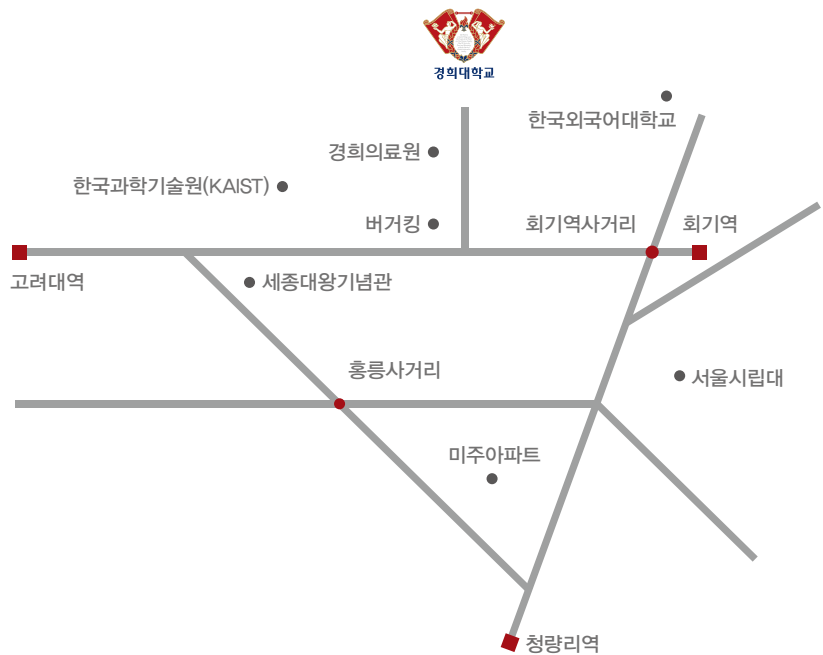 경희대학교
한국외국어대학교
경희의료원
한국과학기술원(KAIST)
버거킹
회기역사거리
회기역
고려대역
세종대왕기념관
홍릉사거리
서울시립대
미주아파트
청량리역